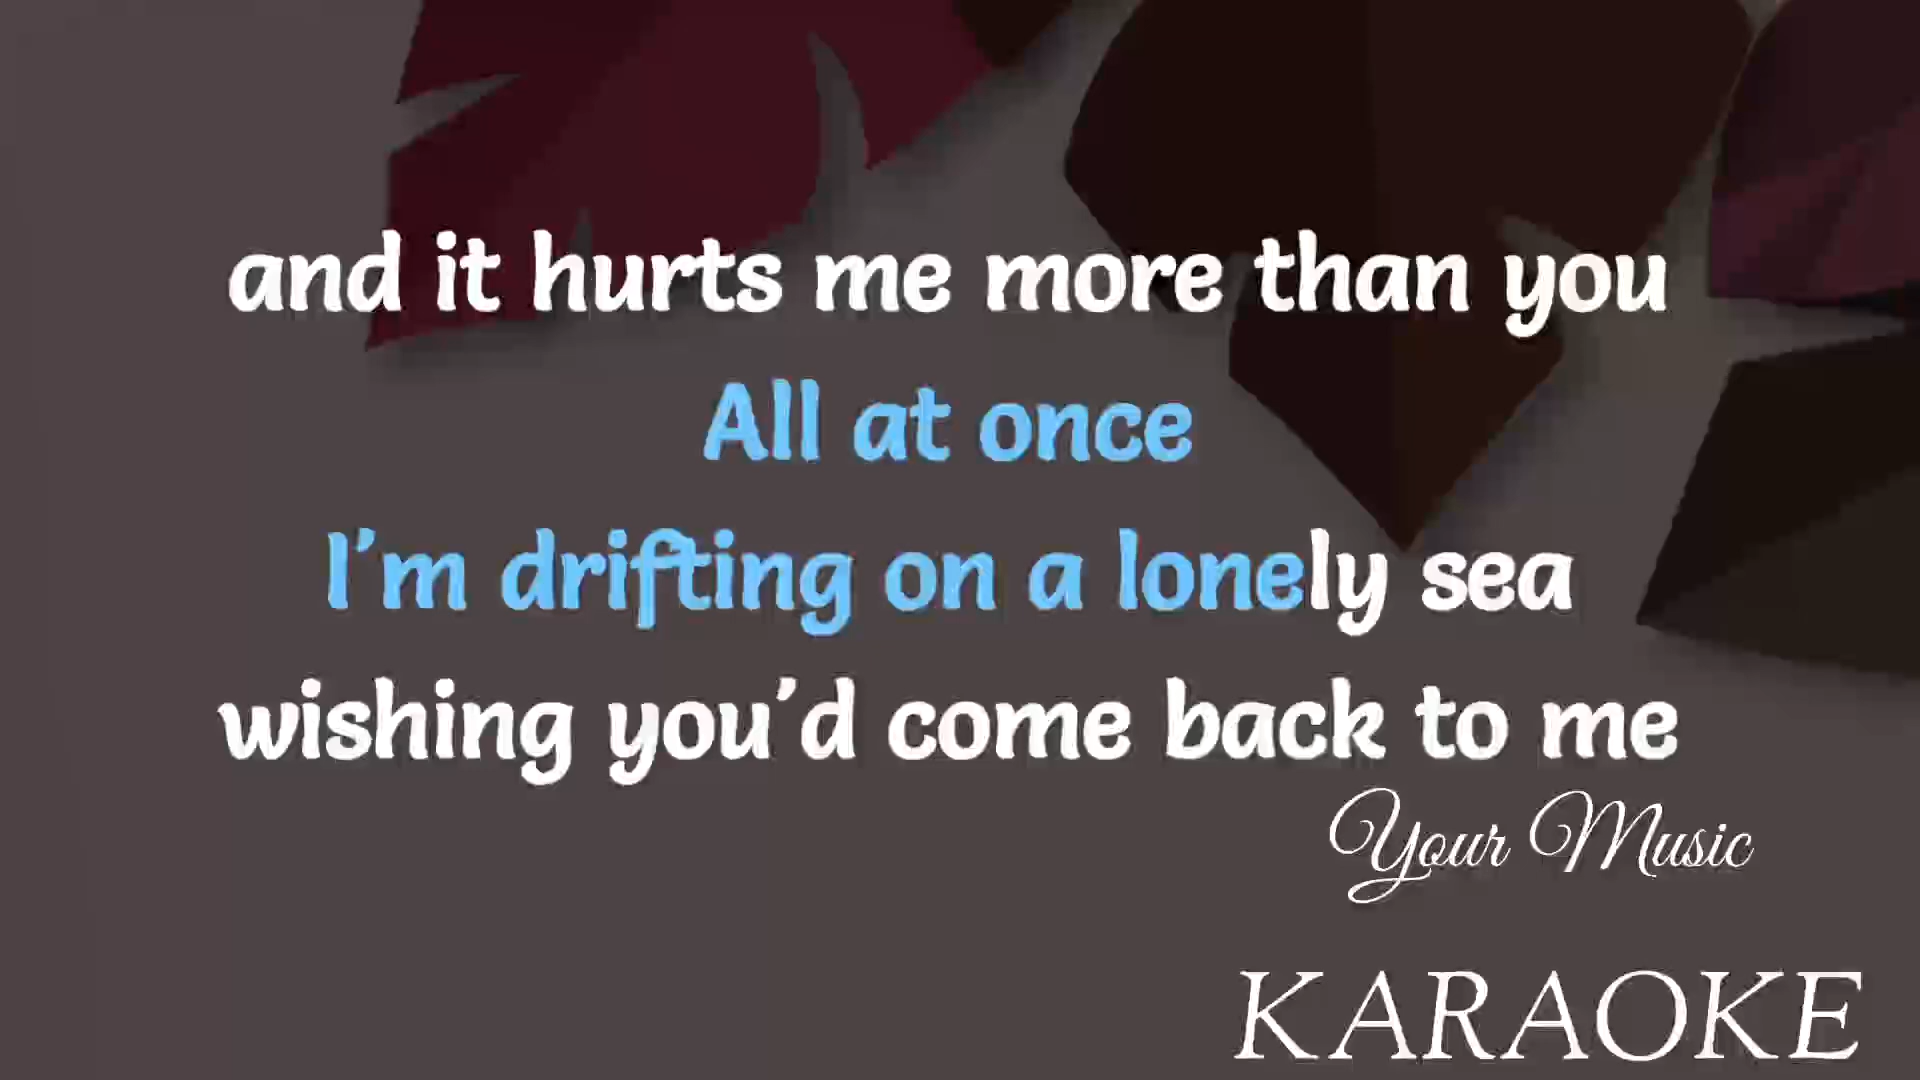 and it hurts me more than you
All at once
I'm drifting on a lonely sea
wishing you'd come back to me
Your Music
KARAOKE